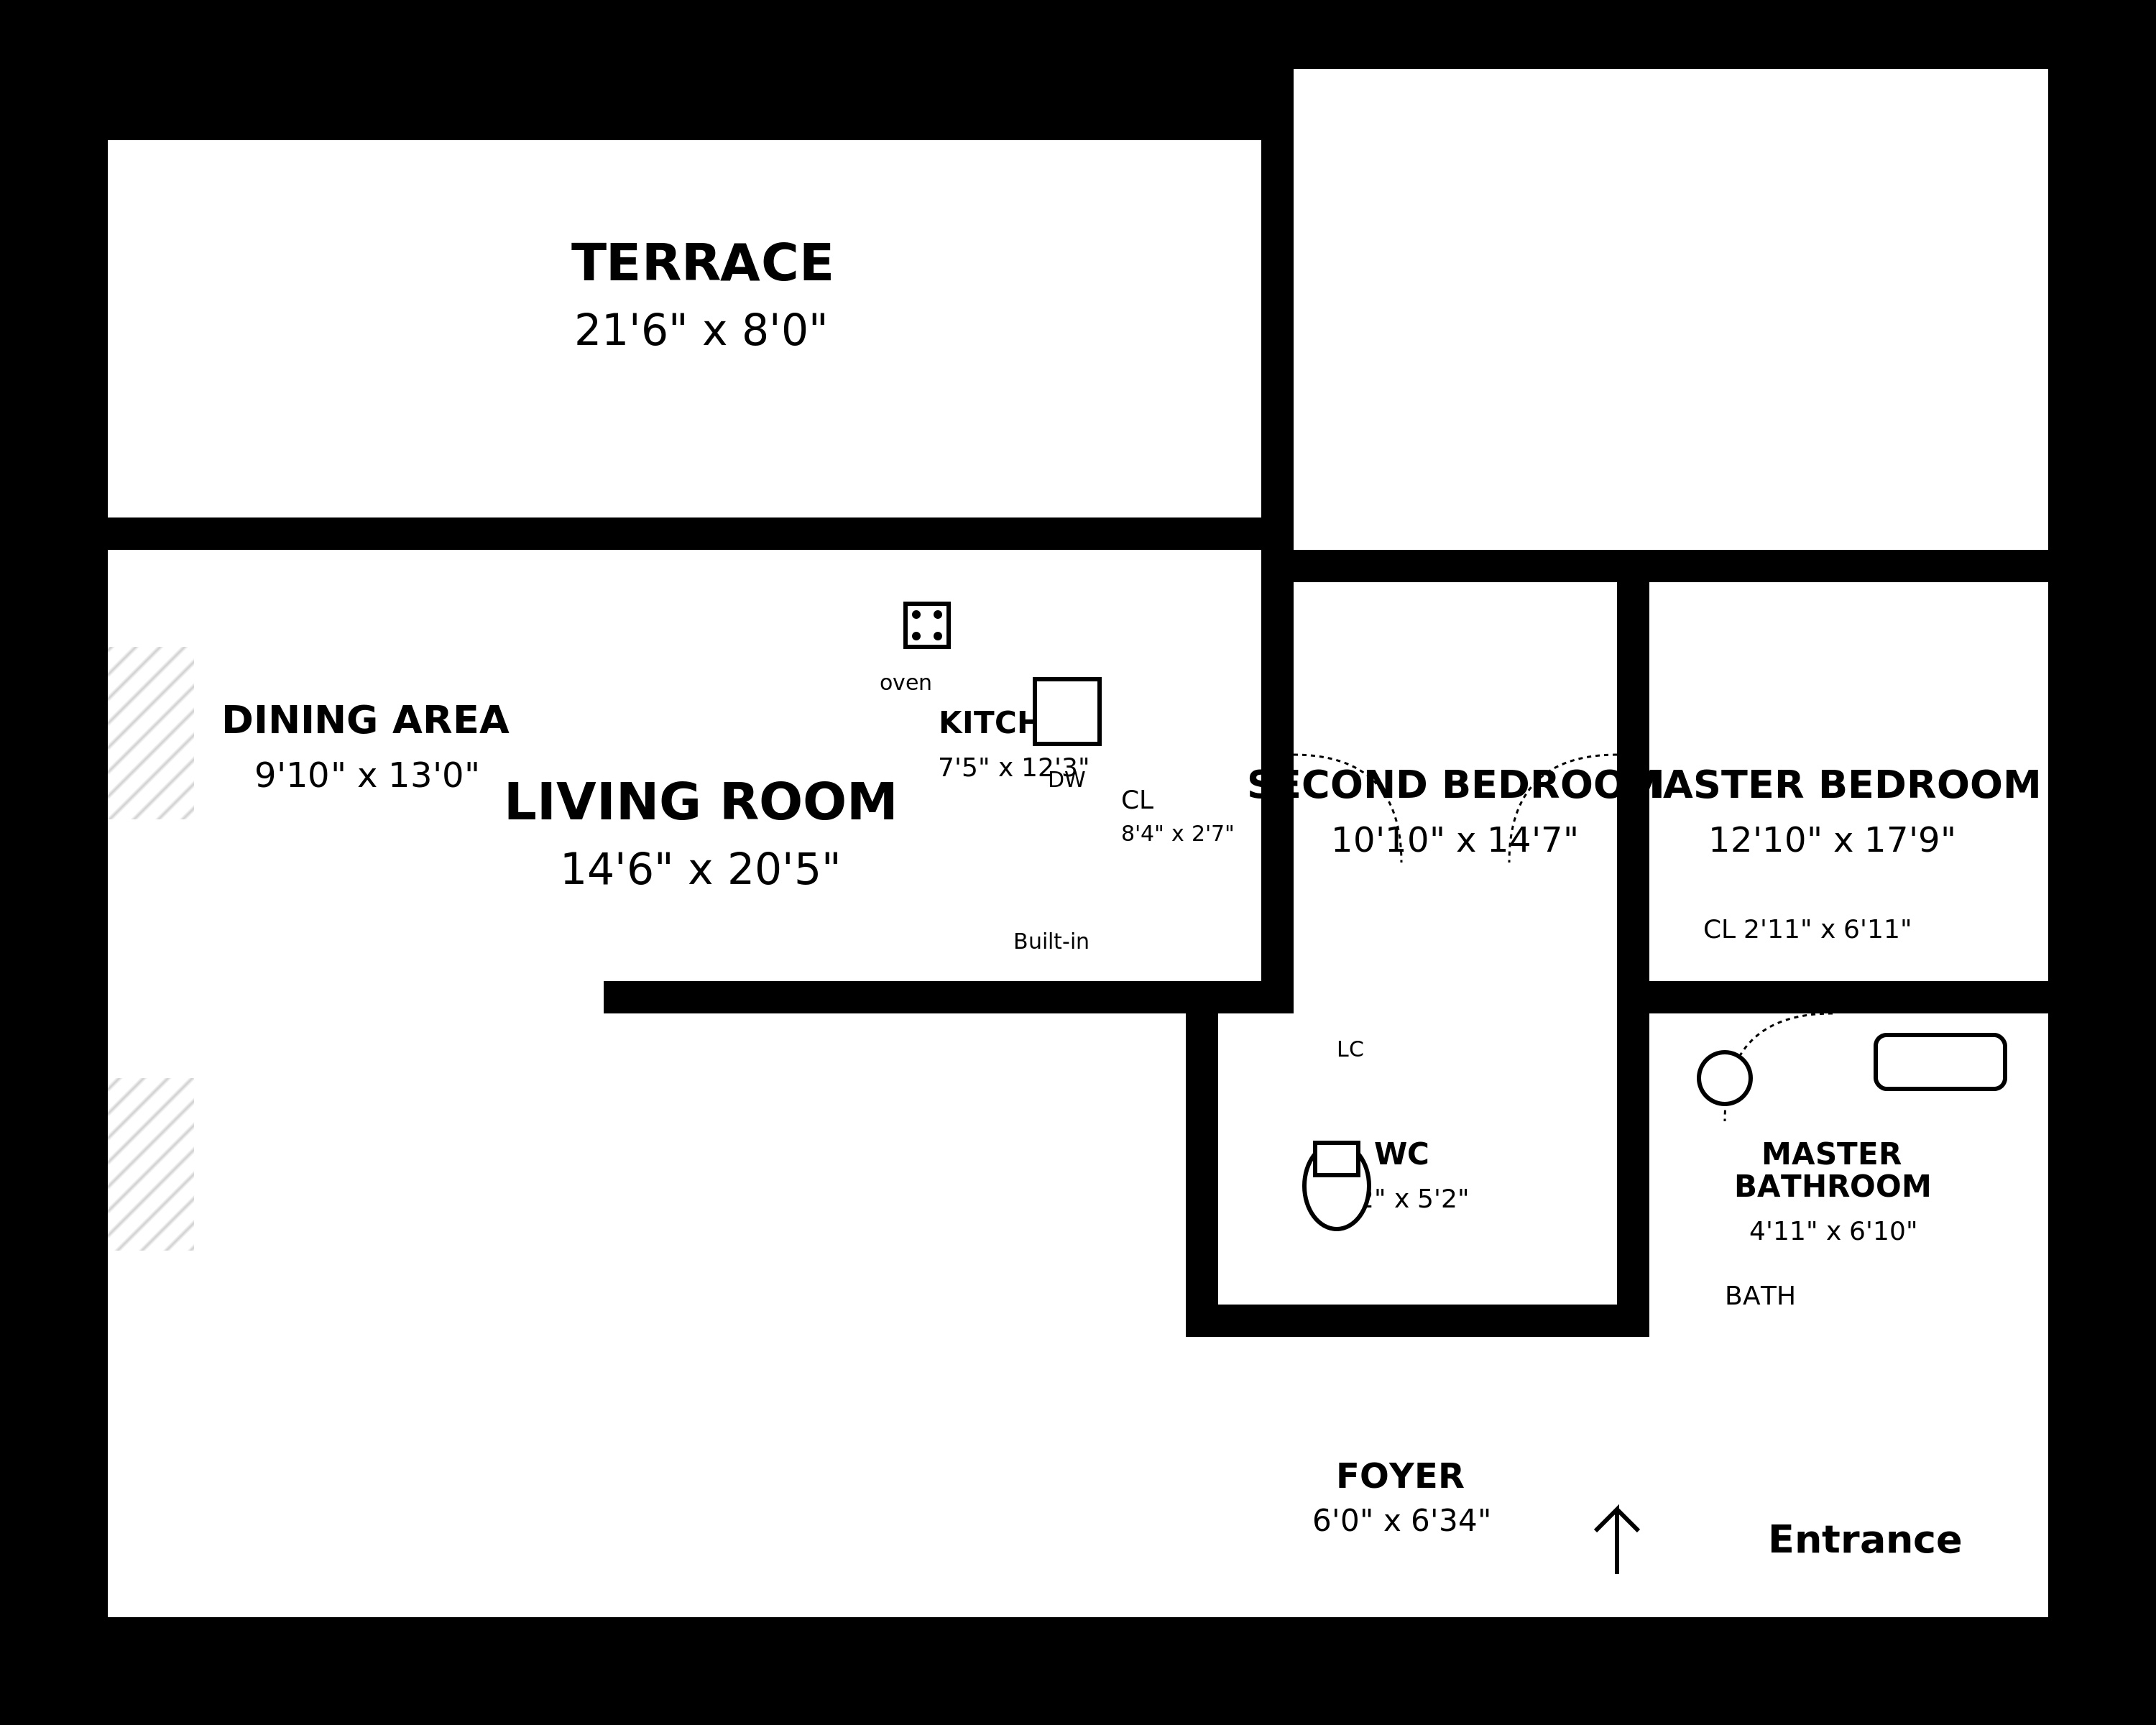 TERRACE
21'6" x 8'0"
oven
DINING AREA
9'10" x 13'0"
KITCH
7'5" x 12'3"
DW
LIVING ROOM
14'6" x 20'5"
CL
8'4" x 2'7"
Built-in
SECOND BEDROOM
10'10" x 14'7"
MASTER BEDROOM
12'10" x 17'9"
CL 2'11" x 6'11"
LC
WC
" x 5'2"
MASTER
BATHROOM
4'11" x 6'10"
BATH
FOYER
6'0" x 6'34"
Entrance